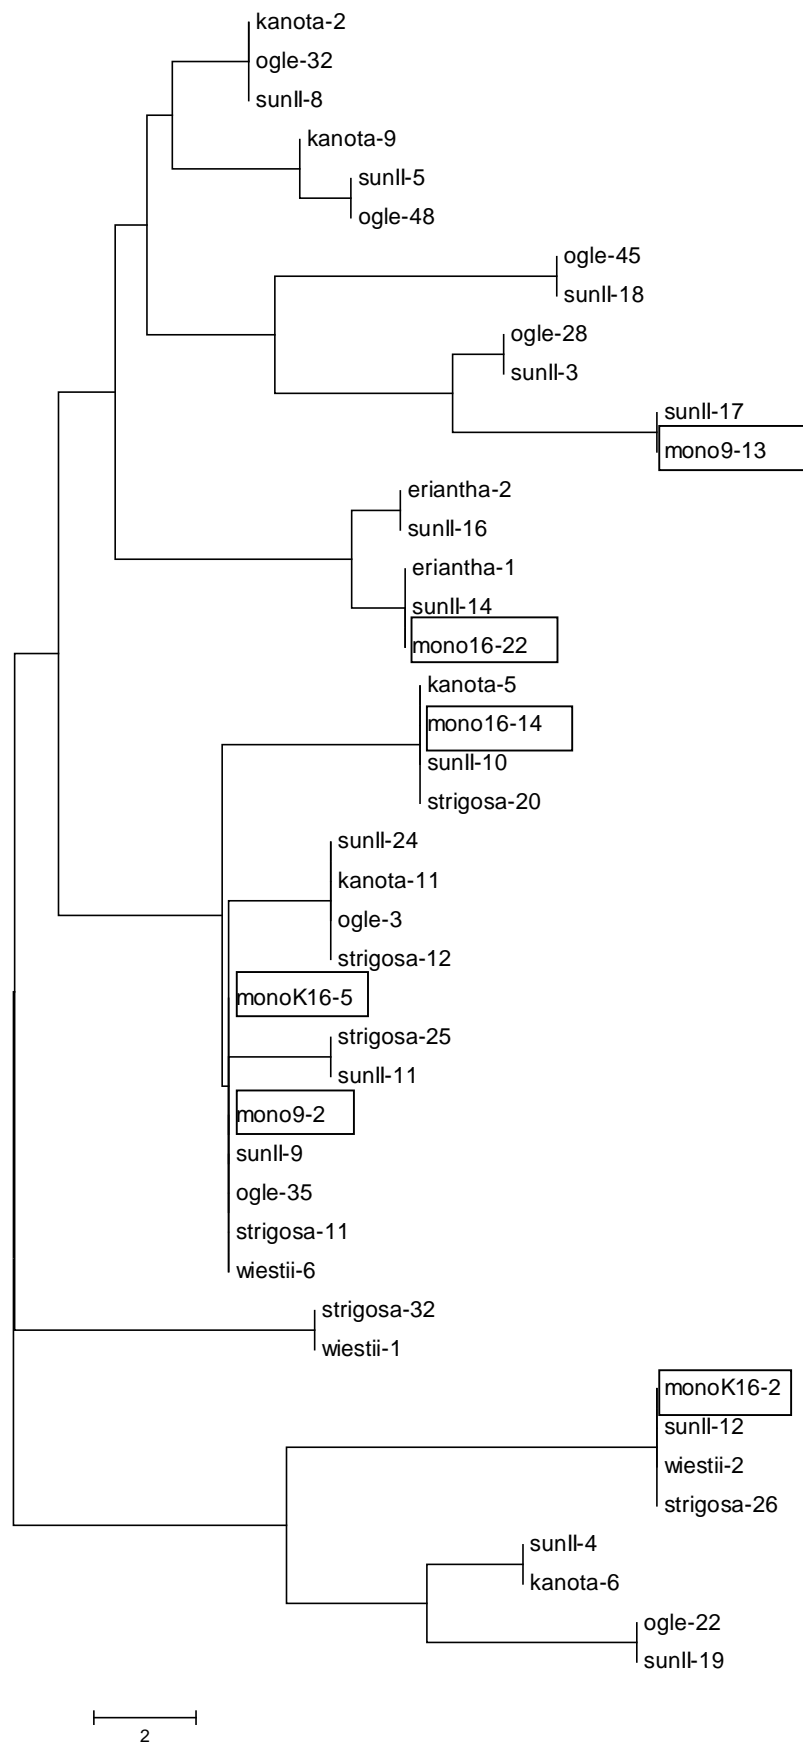 kanota-2
ogle-32
sunII-8
kanota-9
sunII-5
ogle-48
ogle-45
sunII-18
ogle-28
sunII-3
sunII-17
mono9-13
eriantha-2
sunII-16
eriantha-1
sunII-14
mono16-22
kanota-5
mono16-14
sunII-10
strigosa-20
sunII-24
kanota-11
ogle-3
strigosa-12
monoK16-5
strigosa-25
sunII-11
mono9-2
sunII-9
ogle-35
strigosa-11
wiestii-6
strigosa-32
wiestii-1
monoK16-2
sunII-12
wiestii-2
strigosa-26
sunII-4
kanota-6
ogle-22
sunII-19
2